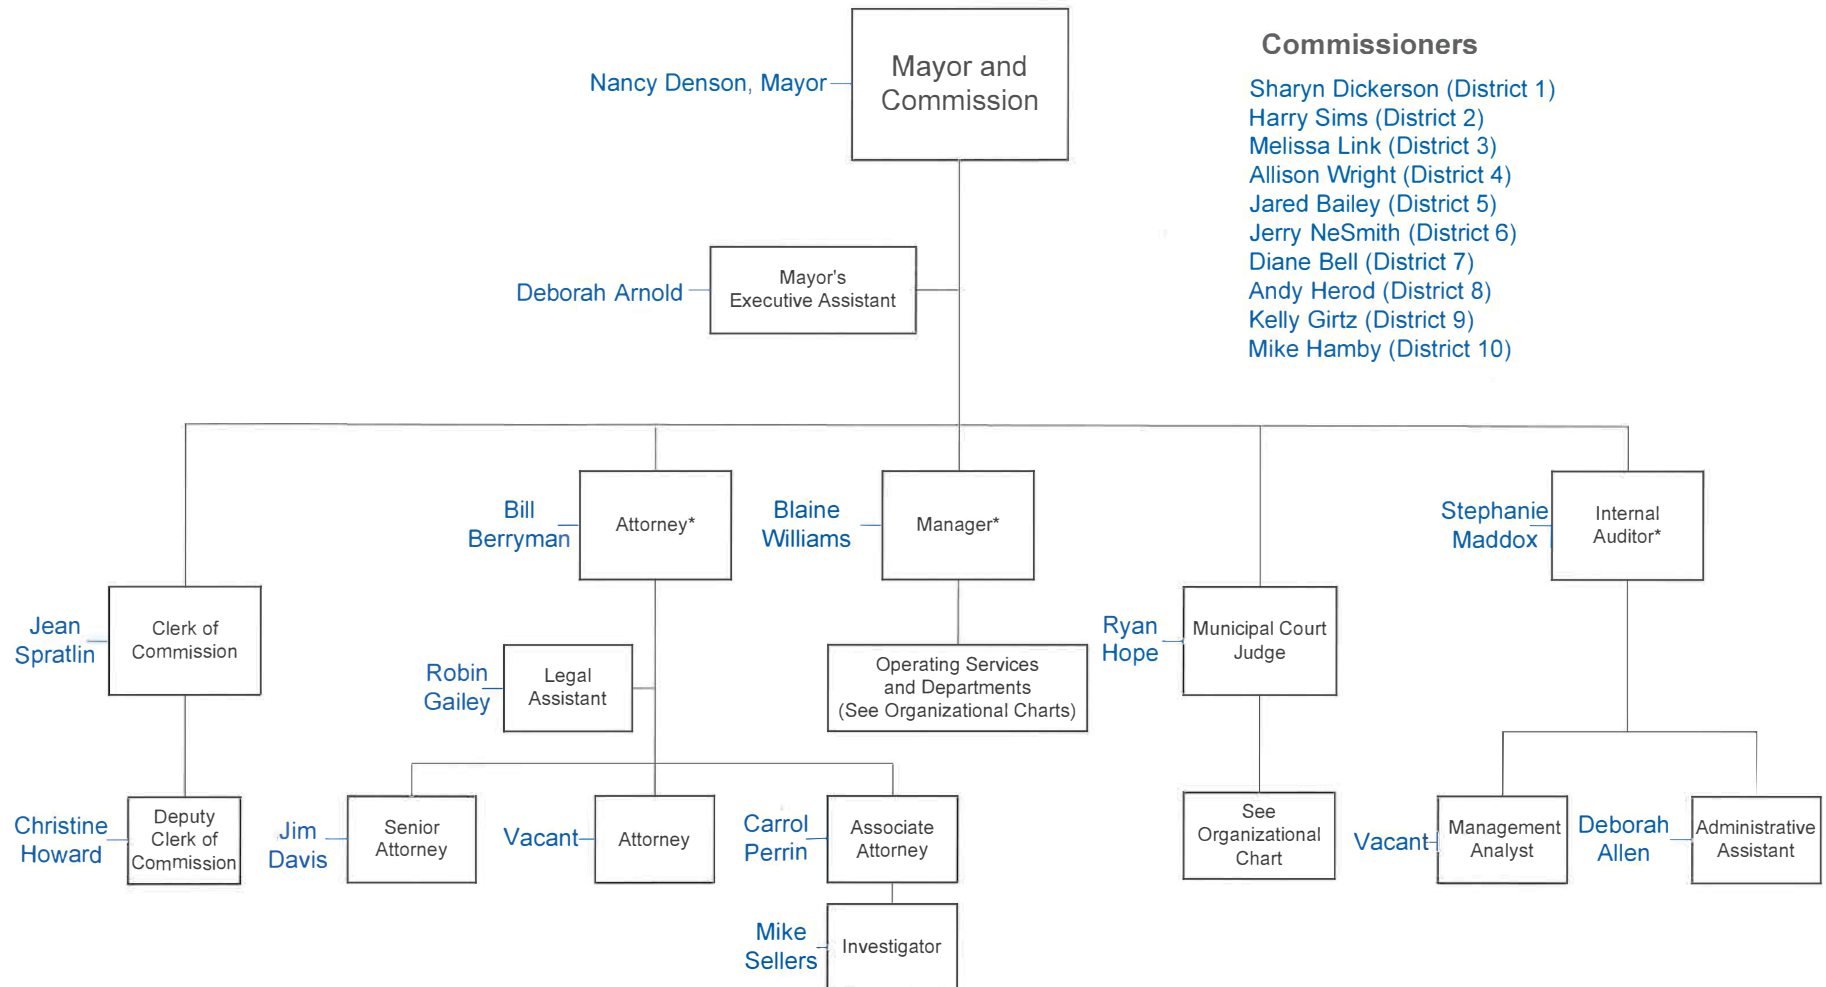 Mayor and
Commission
Nancy Denson, Mayor
Commissioners
Sharyn Dickerson (District 1)
Harry Sims (District 2)
Melissa Link (District 3)
Allison Wright (District 4)
Jared Bailey (District 5)
Jerry NeSmith (District 6)
Diane Bell (District 7)
Andy Herod (District 8)
Kelly Girtz (District 9)
Mike Hamby (District 10)
Deborah Arnold
Mayor's
Executive Assistant
Bill
Berryman
Attorney*
Blaine
Williams
Manager*
Stephanie
Maddox
Internal
Auditor*
Jean
Spratlin
Clerk of
Commission
Robin
Gailey
Legal
Assistant
Operating Services
and Departments
(See Organizational Charts)
Ryan
Hope
Municipal Court
Judge
Christine
Howard
Deputy
Clerk of
Commission
Jim
Davis
Senior
Attorney
Vacant
Attorney
Carrol
Perrin
Associate
Attorney
See
Organizational
Chart
Vacant
Management
Analyst
Deborah
Allen
Administrative
Assistant
Mike
Sellers
Investigator